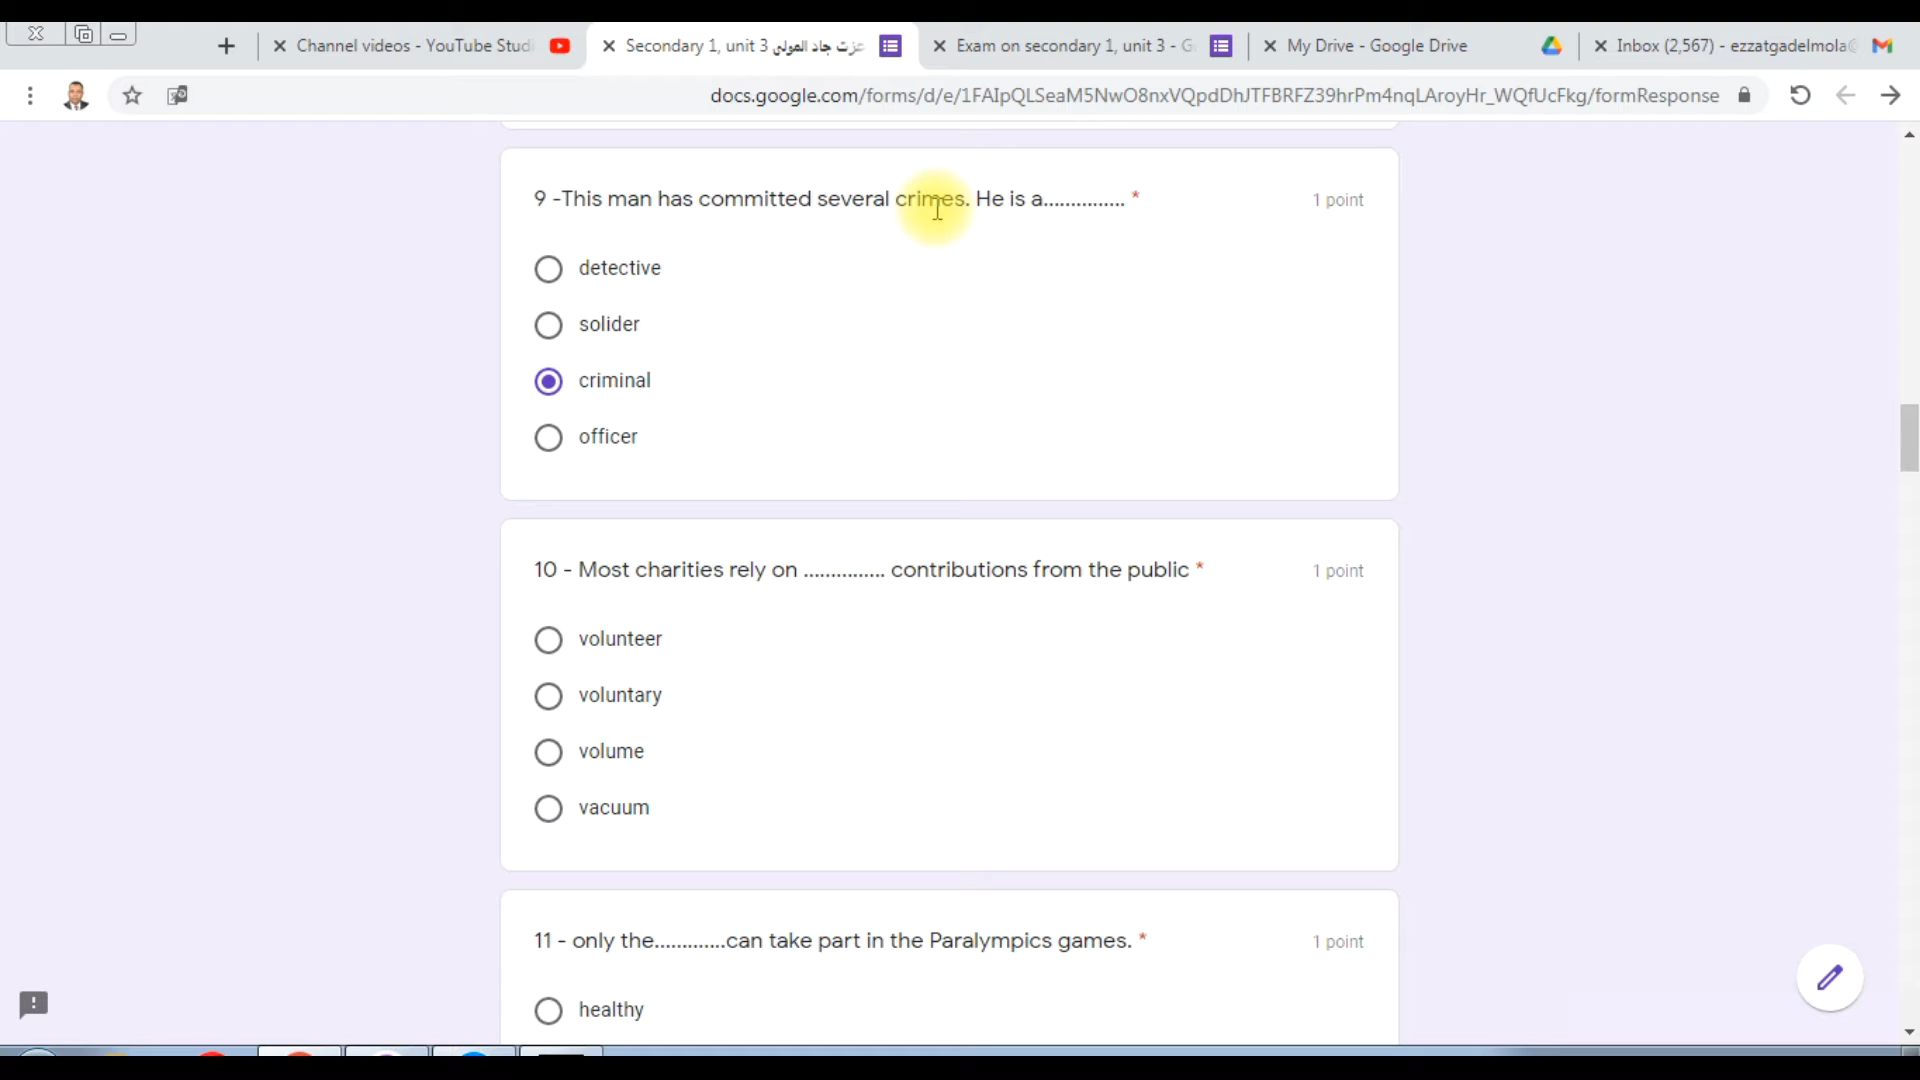 Channel videos - YouTube Studi
Secondary 1, unit 3 عزت جاد المولى
Exam on secondary 1, unit 3 - G
My Drive - Google Drive
Inbox (2,567) - ezzatgadelmola@
docs.google.com/forms/d/e/1FAIpQLSeaM5NwO8nxVQpdDhJTFBRFZ39hrPm4nqLAroyHr_WQfUcFkg/formResponse
9 -This man has committed several crimes. He is a............... *
1 point
detective
solider
criminal
officer
10 - Most charities rely on ............... contributions from the public *
1 point
volunteer
voluntary
volume
vacuum
11 - only the.............can take part in the Paralympics games. *
1 point
healthy